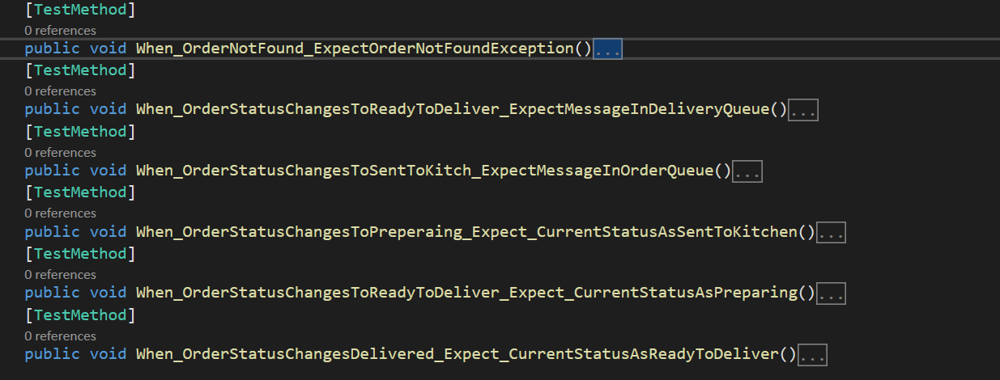 [TestMethod]
0 references
public void When_OrderNotFound_ExpectOrderNotFoundException()...
[TestMethod]
0 references
public void When_OrderStatusChangesToReadyToDeliver_ExpectMessageInDeliveryQueue()...
[TestMethod]
0 references
public void When_OrderStatusChangesToSentToKitch_ExpectMessageInOrderQueue()...
[TestMethod]
0 references
public void When_OrderStatusChangesToPreperaing_Expect_CurrentStatusAsSentToKitchen()...
[TestMethod]
0 references
public void When_OrderStatusChangesToReadyToDeliver_Expect_CurrentStatusAsPreparing()...
[TestMethod]
0 references
public void When_OrderStatusChangesDelivered_Expect_CurrentStatusAsReadyToDeliver()...